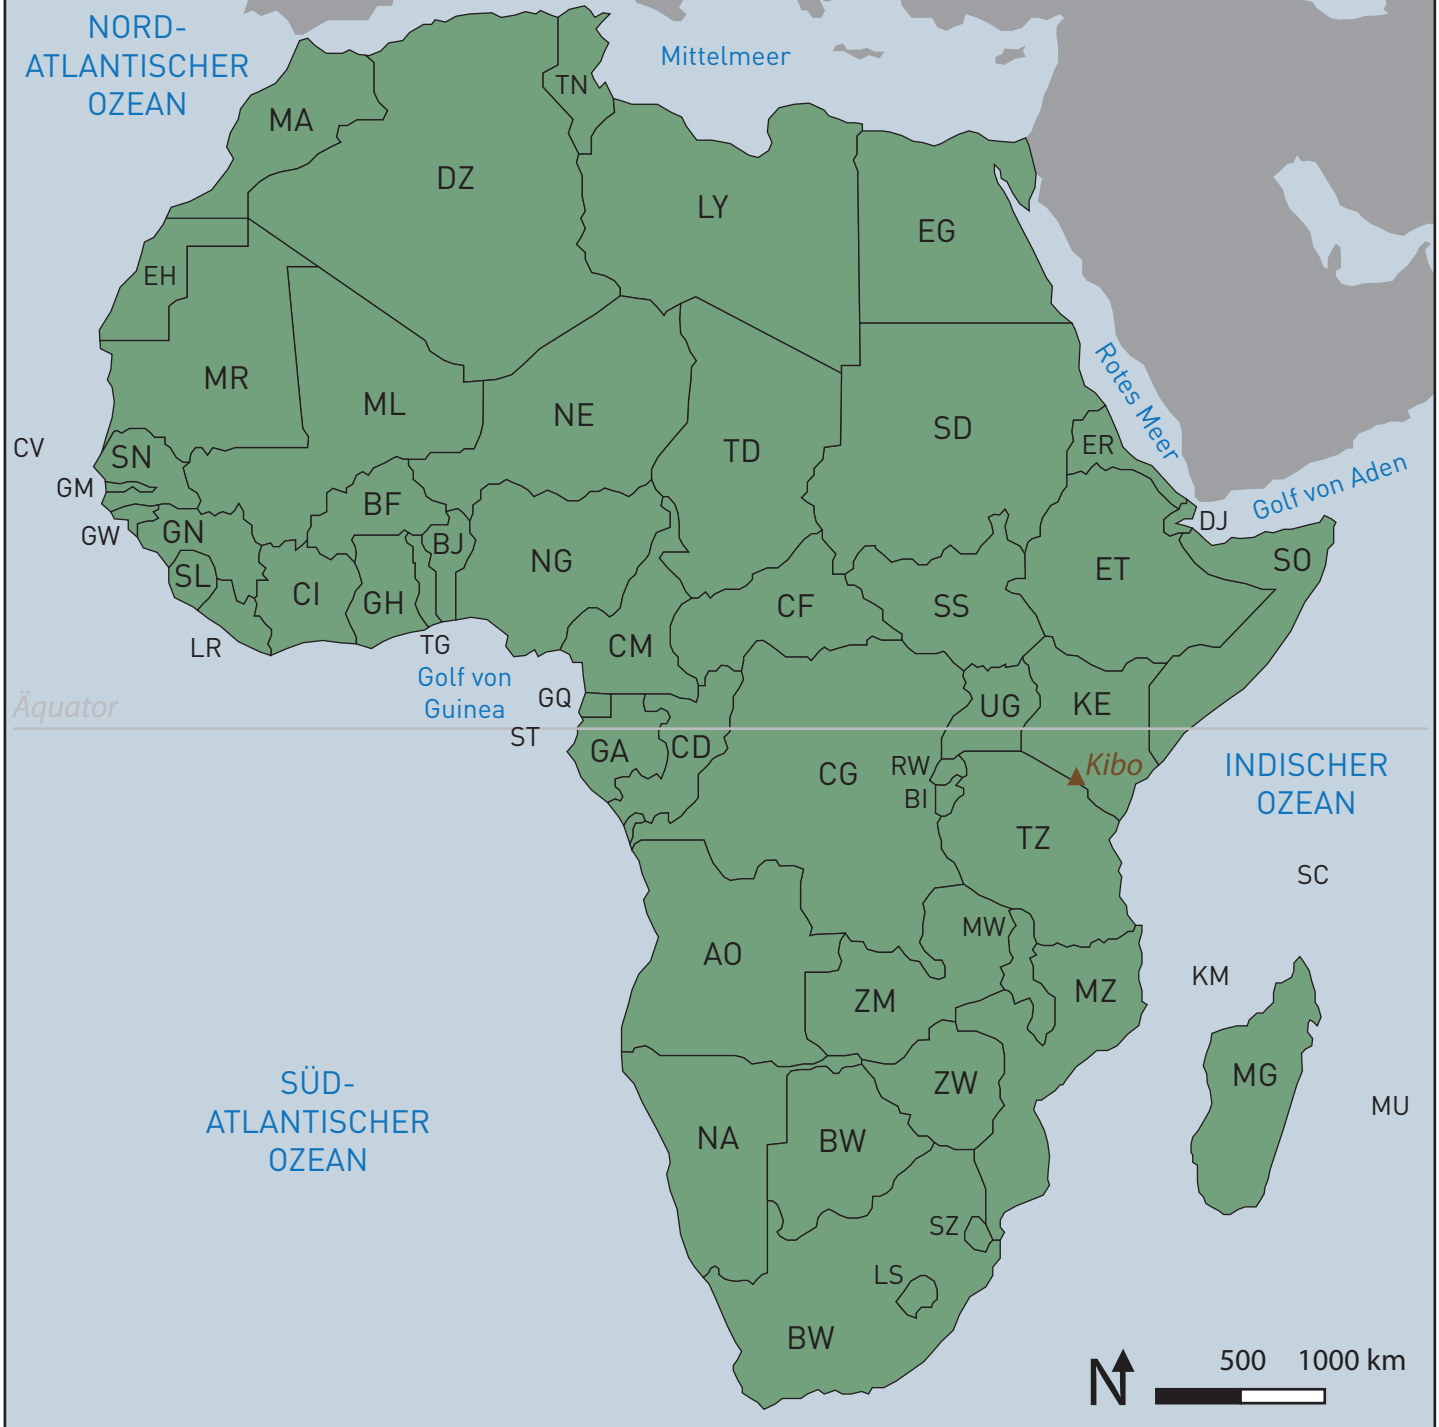 NORD-
ATLANTISCHER
OZEAN
Mittelmeer
TN
MA
DZ
LY
EG
EH
MR
ML
NE
TD
SD
Rotes Meer
CV
SN
ER
GM
BF
Golf von Aden
GW
GN
BJ
NG
DJ
SL
CI
GH
CF
SS
ET
SO
LR
TG
CM
Golf von
Guinea
GQ
Äquator
UG
KE
ST
GA
CD
CG
RW
BI
Kibo
INDISCHER
OZEAN
TZ
SC
MW
AO
ZM
MZ
KM
MG
ZW
MU
SÜD-
ATLANTISCHER
OZEAN
NA
BW
SZ
LS
BW
N
500 1000 km